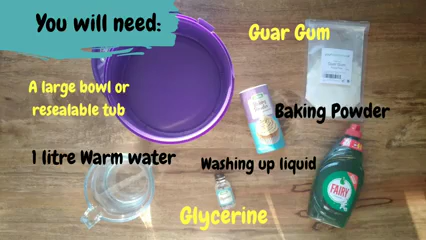 You will need:
Guar Gum
A large bowl or
resealable tub
Baking Powder
1 litre Warm water
Washing up liquid
FAIRY
Glycerine